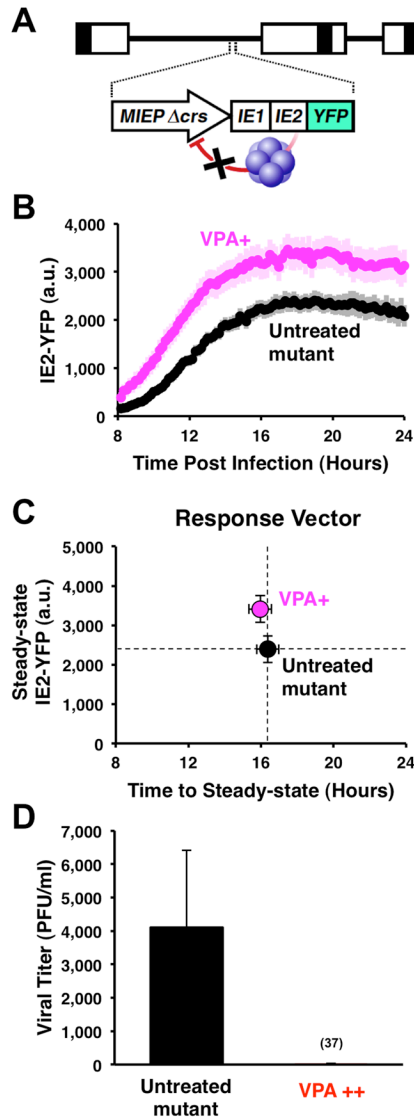 A
MIEP Δcrs
IE1
IE2
YFP
B
IE2-YFP (a.u.)
4,000
3,000
2,000
1,000
0
VPA+
Untreated
mutant
8
12
16
20
24
Time Post Infection (Hours)
C
Response Vector
Steady-state
IE2-YFP (a.u.)
5,000
4,000
3,000
2,000
1,000
0
VPA+
Untreated
mutant
8
12
16
20
24
Time to Steady-state (Hours)
D
Viral Titer (PFU/ml)
7,000
6,000
5,000
4,000
3,000
2,000
1,000
0
(37)
Untreated
mutant
VPA ++